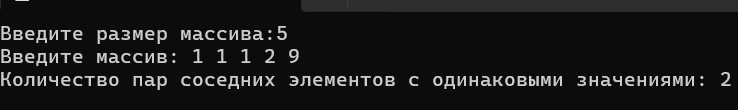 Введите размер массива:5
Введите массив: 1 1 1 2 9
Количество пар соседних элементов с одинаковыми значениями: 2